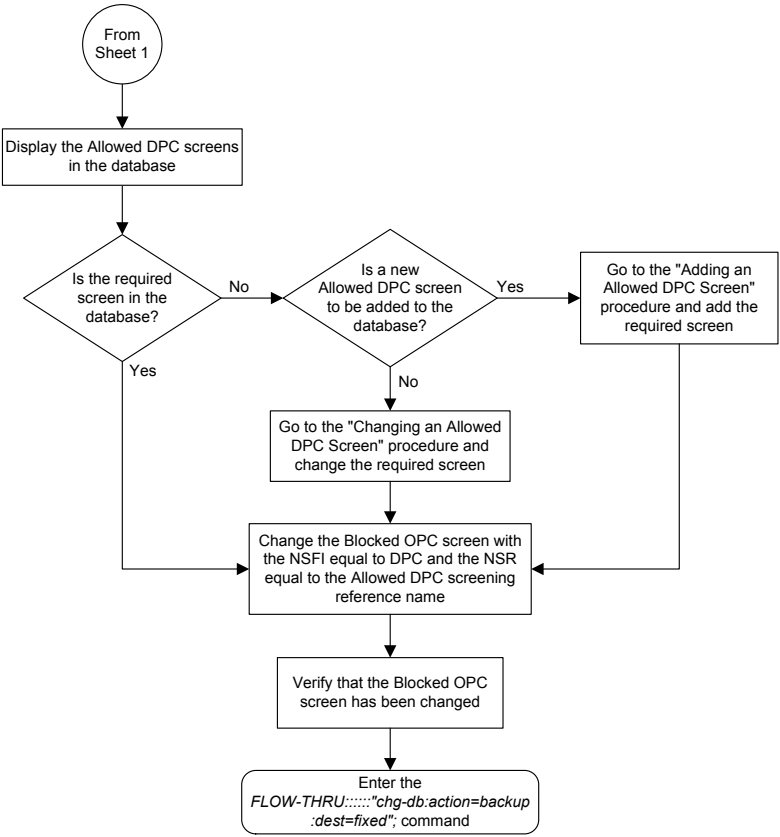 From
Sheet 1
Display the Allowed DPC screens
in the database
Is the required
screen in the
database?
No
Yes
Is a new
Allowed DPC screen
to be added to the
database?
Yes
No
Go to the "Adding an
Allowed DPC Screen"
procedure and add the
required screen
Go to the "Changing an Allowed
DPC Screen" procedure and
change the required screen
Change the Blocked OPC screen with
the NSFI equal to DPC and the NSR
equal to the Allowed DPC screening
reference name
Verify that the Blocked OPC
screen has been changed
Enter the
FLOW-THRU::::::"chg-db:action=backup
:dest=fixed"; command